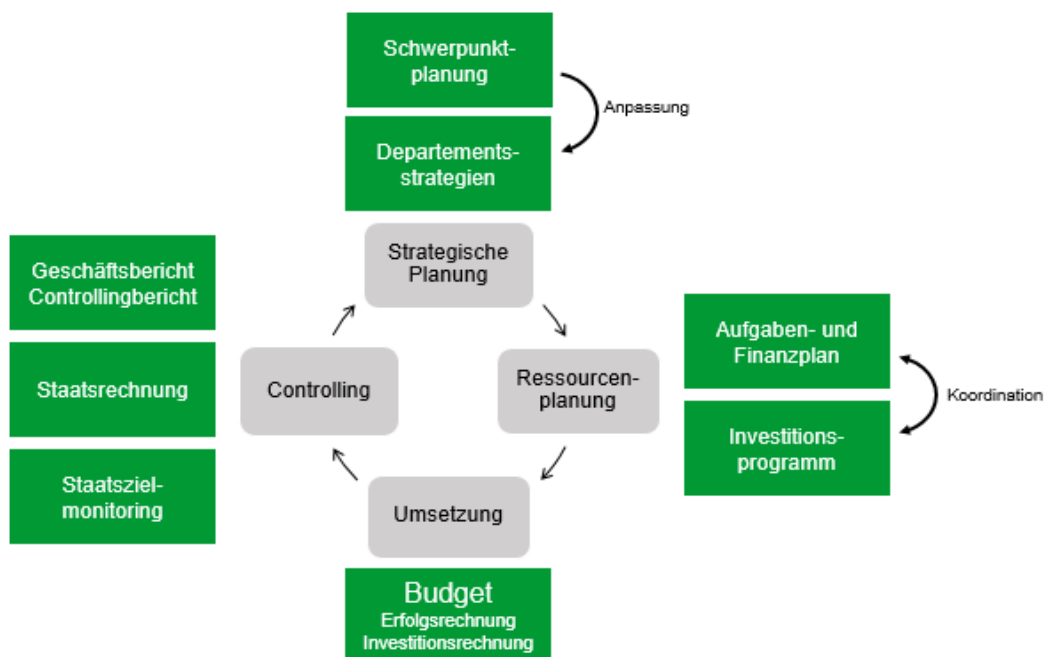 Schwerpunkt-
planung
Anpassung
Departements-
strategien
Strategische
Planung
Geschäftsbericht
Controllingbericht
Aufgaben- und
Finanzplan
Staatsrechnung
Controlling
Ressourcen-
planung
Koordination
Investitions-
programm
Staatsziel-
monitoring
Umsetzung
Budget
Erfolgsrechnung
Investitionsrechnung